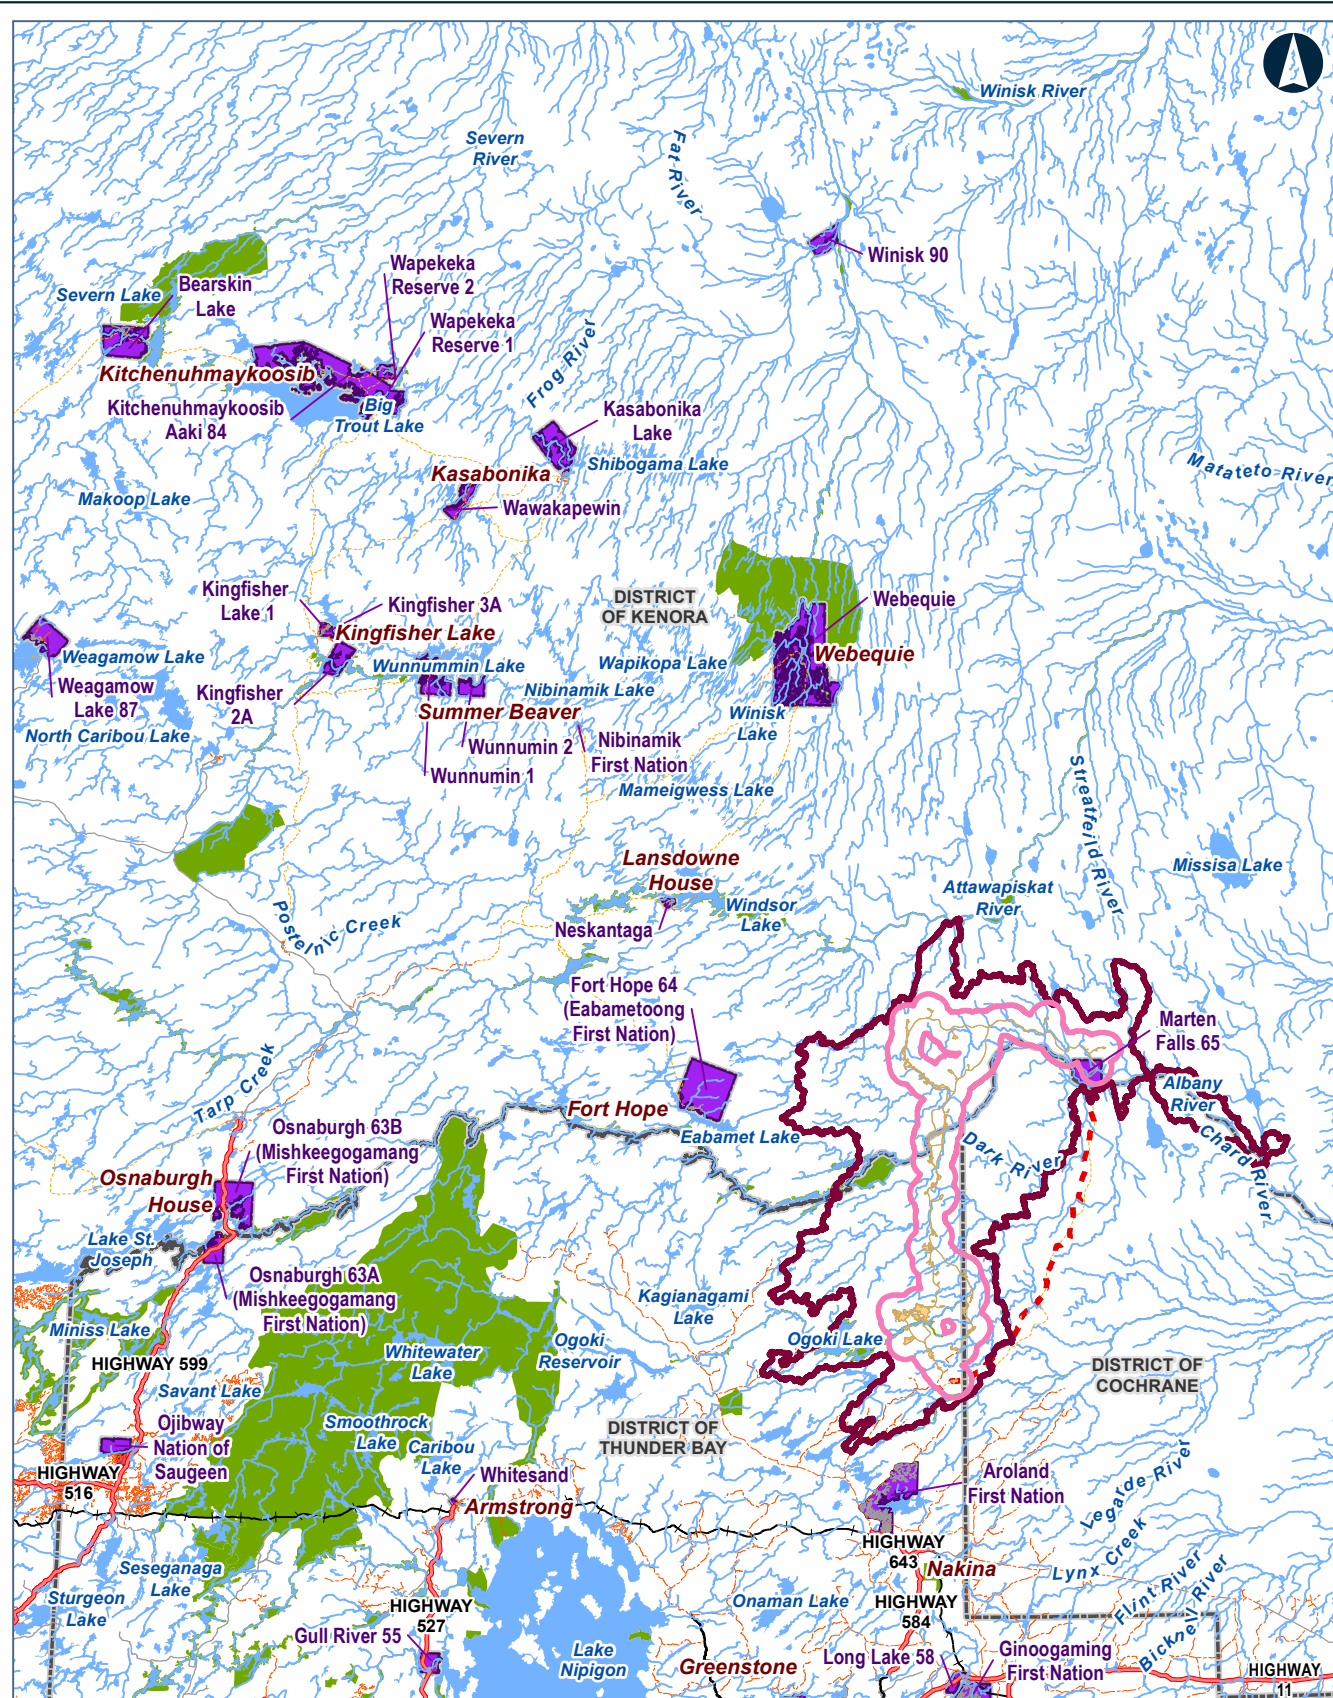 Winisk River
Severn
River
Fat River
Winisk 90
Wapekeka
Reserve 2
Bearskin
Lake
Severn Lake
Wapekeka
Reserve 1
Kitchenuhmaykoosib
Frog River
Kitchenuhmaykoosib
Aaki 84
Big
Trout Lake
Kasabonika
Lake
Shibogama Lake
Matateto River
Kasabonika
Makoop Lake
Wawakapewin
Kingfisher
Lake 1
Kingfisher 3A
DISTRICT
OF KENORA
Webequie
Kingfisher Lake
Weagamow Lake
Wunnummin Lake
Wapikopa Lake
Webequie
Weagamow
Lake 87
Kingfisher
2A
Nibinamik Lake
Summer Beaver
Winisk
Lake
North Caribou Lake
Wunnumin 2
Nibinamik
First Nation
Wunnumin 1
Mameigwess Lake
Streatfeild River
Lansdowne
House
Missisa Lake
Attawapiskat
River
Windsor
Lake
Postelnic Creek
Neskantaga
Fort Hope 64
(Eabametoong
First Nation)
Marten
Falls 65
Tarp Creek
Albany
River
Fort Hope
Osnaburgh 63B
(Mishkeegogamang
First Nation)
Eabamet Lake
Dark River
Chard River
Osnaburgh
House
Lake St.
Joseph
Osnaburgh 63A
(Mishkeegogamang
First Nation)
Kagianagami
Lake
Miniss Lake
Ogoki Lake
Ogoki
Reservoir
Whitewater
Lake
HIGHWAY 599
DISTRICT OF
COCHRANE
Savant Lake
Smoothrock
Lake
DISTRICT OF
THUNDER BAY
Ojibway
Nation of
Saugeen
Caribou
Lake
HIGHWAY
516
Whitesand
Aroland
First Nation
Legarde River
Armstrong
HIGHWAY
643
Lynx Creek
Nakina
Seseganaga
Lake
Flint River
Sturgeon
Lake
HIGHWAY
527
Onaman Lake
HIGHWAY
584
Bicknell River
Gull River 55
Lake
Nipigon
Long Lake 58
Ginoogaming
First Nation
Greenstone
HIGHWAY
11